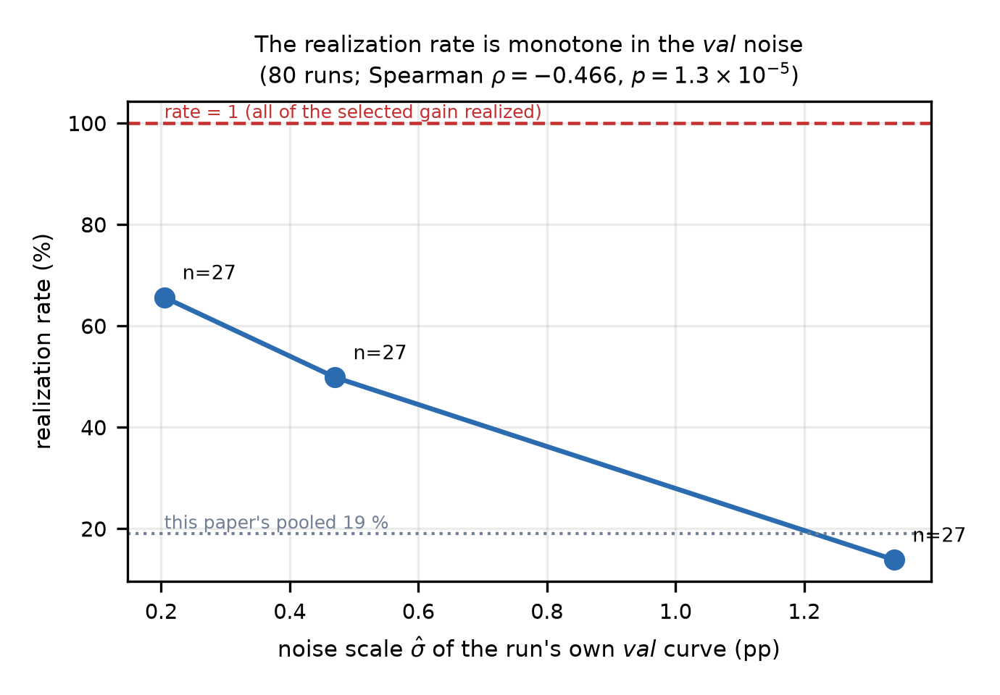 The realization rate is monotone in the val noise
(80 runs; Spearman ρ = −0.466, p = 1.3 × 10⁻⁵)
rate = 1 (all of the selected gain realized)
100
80
60
40
20
realization rate (%)
n=27
n=27
n=27
this paper's pooled 19 %
0.2
0.4
0.6
0.8
1.0
1.2
noise scale σ̂ of the run's own val curve (pp)